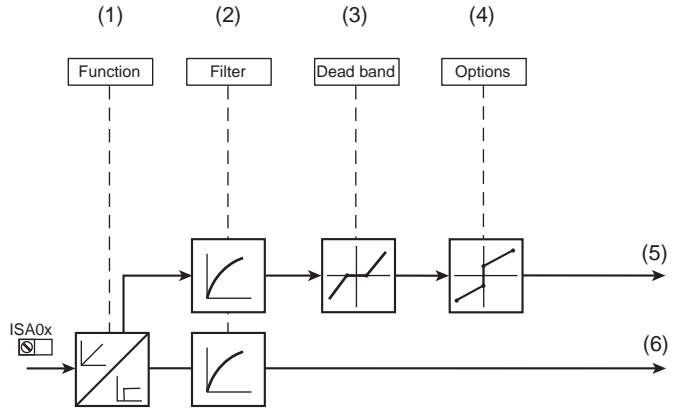 (1) (2) (3) (4)
Function Filter Dead band Options
(5)
ISA0x
(6)